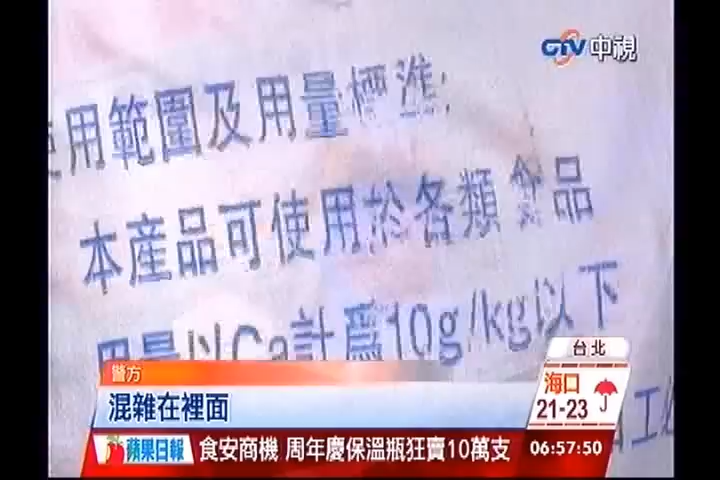 CTV中視
使用範圍及用量標準:
本產品可使用於各類食品
用量以Ca計爲10g/kg以下
台北
警方
海口
混雜在裡面
21-23
蘋果日報
食安商機 周年慶保溫瓶狂賣10萬支
06:57:50